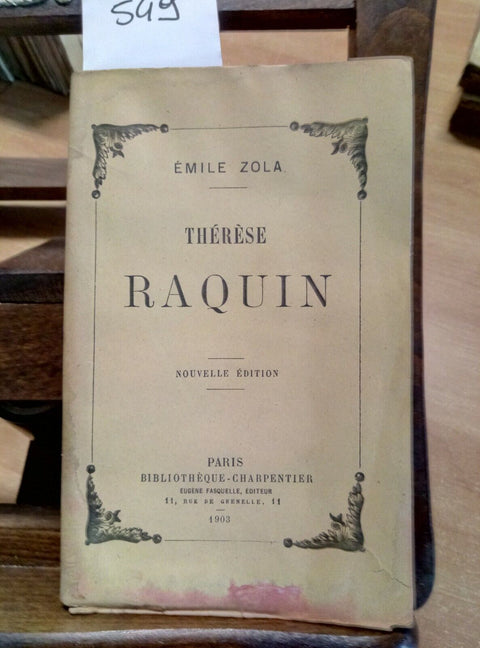 549
ÉMILE ZOLA
THÉRÈSE
RAQUIN
NOUVELLE ÉDITION
PARIS
BIBLIOTHÈQUE-CHARPENTIER
EUGÈNE FASQUELLE, ÉDITEUR
11, RUE DE GRENELLE, 11
1903